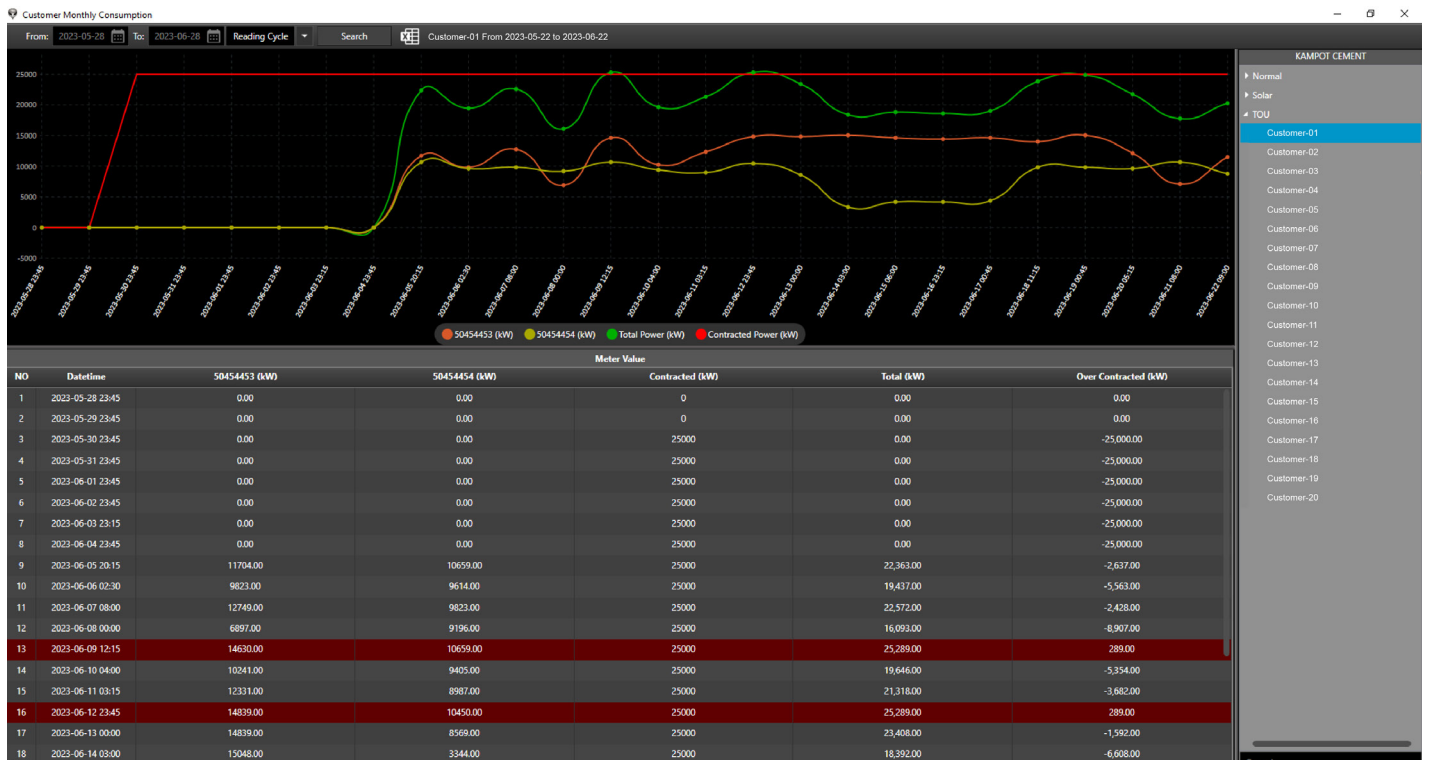 Customer Monthly Consumption
From: 2023-05-28 To: 2023-06-28 Reading Cycle Search Customer-01 From 2023-05-22 to 2023-06-22
25000
20000
15000
10000
5000
0
-5000
2023-05-28 23:45 2023-05-29 23:45 2023-05-30 23:45 2023-05-31 23:45 2023-06-01 23:45 2023-06-02 23:45 2023-06-03 23:15 2023-06-04 23:45 2023-06-05 20:15 2023-06-06 02:30 2023-06-07 08:00 2023-06-08 00:00 2023-06-09 12:15 2023-06-10 04:00 2023-06-11 03:15 2023-06-12 23:45 2023-06-13 00:00 2023-06-14 03:00 2023-06-15 06:00 2023-06-16 23:15 2023-06-17 00:45 2023-06-18 11:15 2023-06-19 00:45 2023-06-20 05:15 2023-06-21 08:00 2023-06-22 09:00
50454453 (kW) 50454454 (kW) Total Power (kW) Contracted Power (kW)
Meter Value
NO Datetime 50454453 (kW) 50454454 (kW) Contracted (kW) Total (kW) Over Contracted (kW)
1 2023-05-28 23:45 0.00 0.00 0 0.00 0.00
2 2023-05-29 23:45 0.00 0.00 0 0.00 0.00
3 2023-05-30 23:45 0.00 0.00 25000 0.00 -25,000.00
4 2023-05-31 23:45 0.00 0.00 25000 0.00 -25,000.00
5 2023-06-01 23:45 0.00 0.00 25000 0.00 -25,000.00
6 2023-06-02 23:45 0.00 0.00 25000 0.00 -25,000.00
7 2023-06-03 23:15 0.00 0.00 25000 0.00 -25,000.00
8 2023-06-04 23:45 0.00 0.00 25000 0.00 -25,000.00
9 2023-06-05 20:15 11704.00 10659.00 25000 22,363.00 -2,637.00
10 2023-06-06 02:30 9823.00 9614.00 25000 19,437.00 -5,563.00
11 2023-06-07 08:00 12749.00 9823.00 25000 22,572.00 -2,428.00
12 2023-06-08 00:00 6897.00 9196.00 25000 16,093.00 -8,907.00
13 2023-06-09 12:15 14630.00 10659.00 25000 25,289.00 289.00
14 2023-06-10 04:00 10241.00 9405.00 25000 19,646.00 -5,354.00
15 2023-06-11 03:15 12331.00 8987.00 25000 21,318.00 -3,682.00
16 2023-06-12 23:45 14839.00 10450.00 25000 25,289.00 289.00
17 2023-06-13 00:00 14839.00 8569.00 25000 23,408.00 -1,592.00
18 2023-06-14 03:00 15048.00 3344.00 25000 18,392.00 -6,608.00
KAMPOT CEMENT
Normal
Solar
TOU
Customer-01
Customer-02
Customer-03
Customer-04
Customer-05
Customer-06
Customer-07
Customer-08
Customer-09
Customer-10
Customer-11
Customer-12
Customer-13
Customer-14
Customer-15
Customer-16
Customer-17
Customer-18
Customer-19
Customer-20